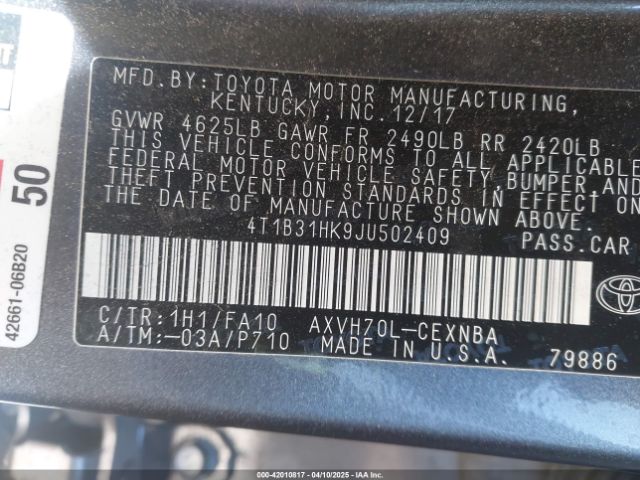 MFD. BY: TOYOTA MOTOR MANUFACTURING,
KENTUCKY, INC. 12/17
GVWR 4625LB GAWR FR 2490LB RR 2420LB
THIS VEHICLE CONFORMS TO ALL APPLICABLE
FEDERAL MOTOR VEHICLE SAFETY, BUMPER, AND
THEFT PREVENTION STANDARDS IN EFFECT ON
THE DATE OF MANUFACTURE SHOWN ABOVE.
4T1B31HK9JU502409 PASS. CAR
C/TR: 1H1/FA10 AXVH70L-CEXNBA
A/TM: -03A/P710 MADE IN U.S.A. 79886
50
42661-06B20
000-42010817 - 04/10/2025 - IAAI.COM